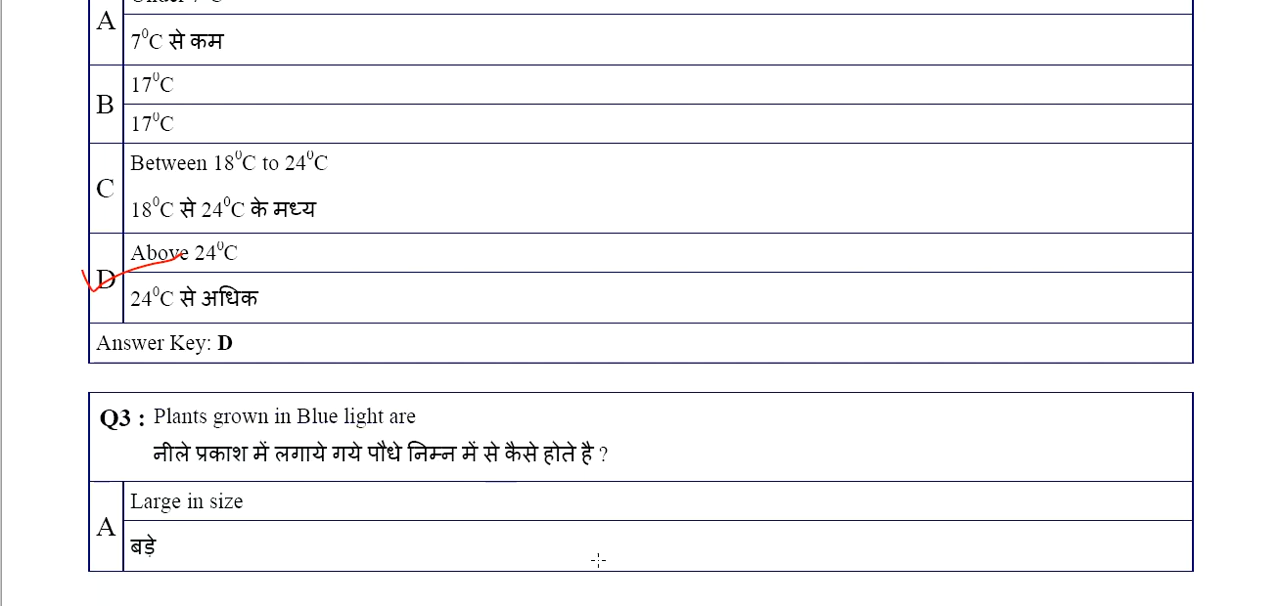 A
7⁰C से कम
B
17⁰C
17⁰C
C
Between 18⁰C to 24⁰C
18⁰C से 24⁰C के मध्य
D
Above 24⁰C
24⁰C से अधिक
Answer Key: D
Q3 : Plants grown in Blue light are
नीले प्रकाश में लगाये गये पौधे निम्न में से कैसे होते है ?
A
Large in size
बड़े